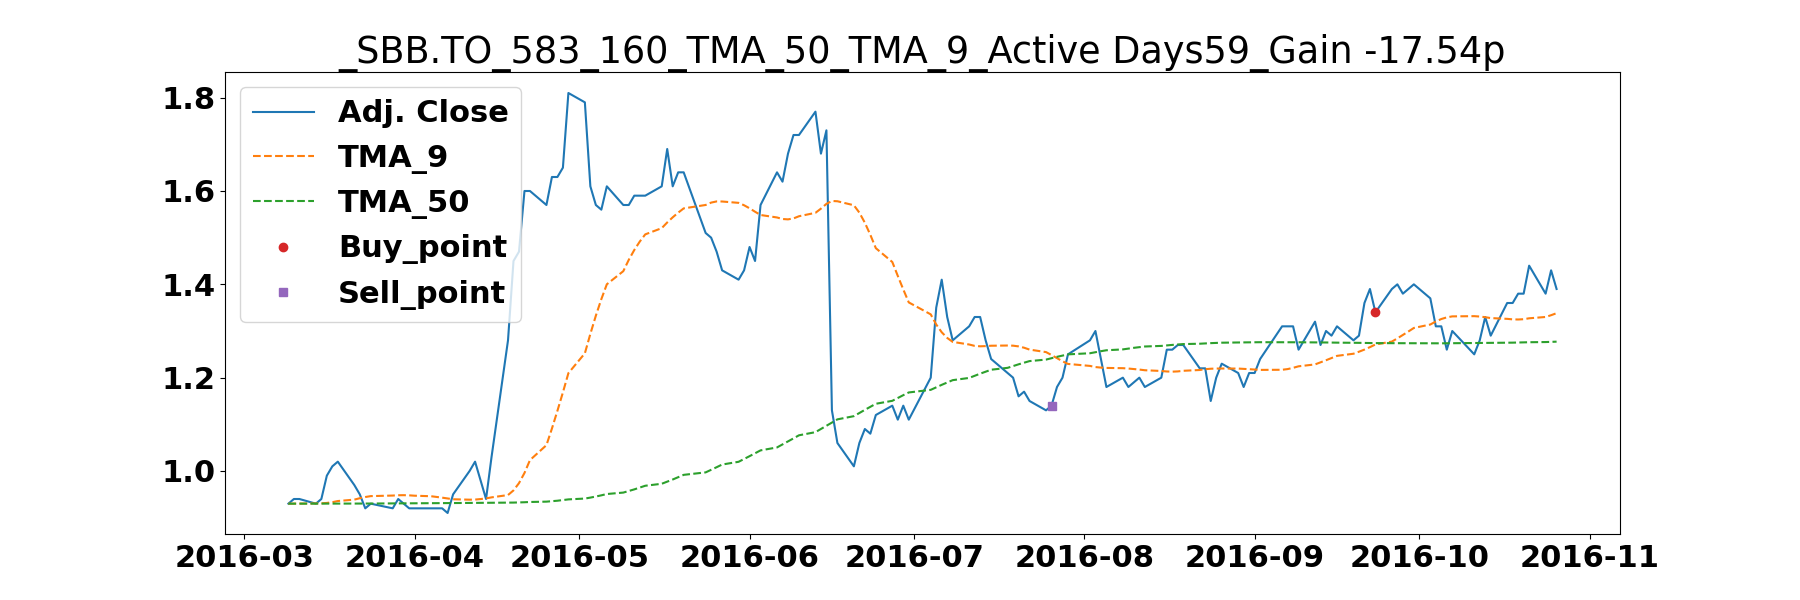 _SBB.TO_583_160_TMA_50_TMA_9_Active Days59_Gain -17.54p
1.8
1.6
1.4
1.2
1.0
Adj. Close
TMA_9
TMA_50
Buy_point
Sell_point
2016-03 2016-04 2016-05 2016-06 2016-07 2016-08 2016-09 2016-10 2016-11